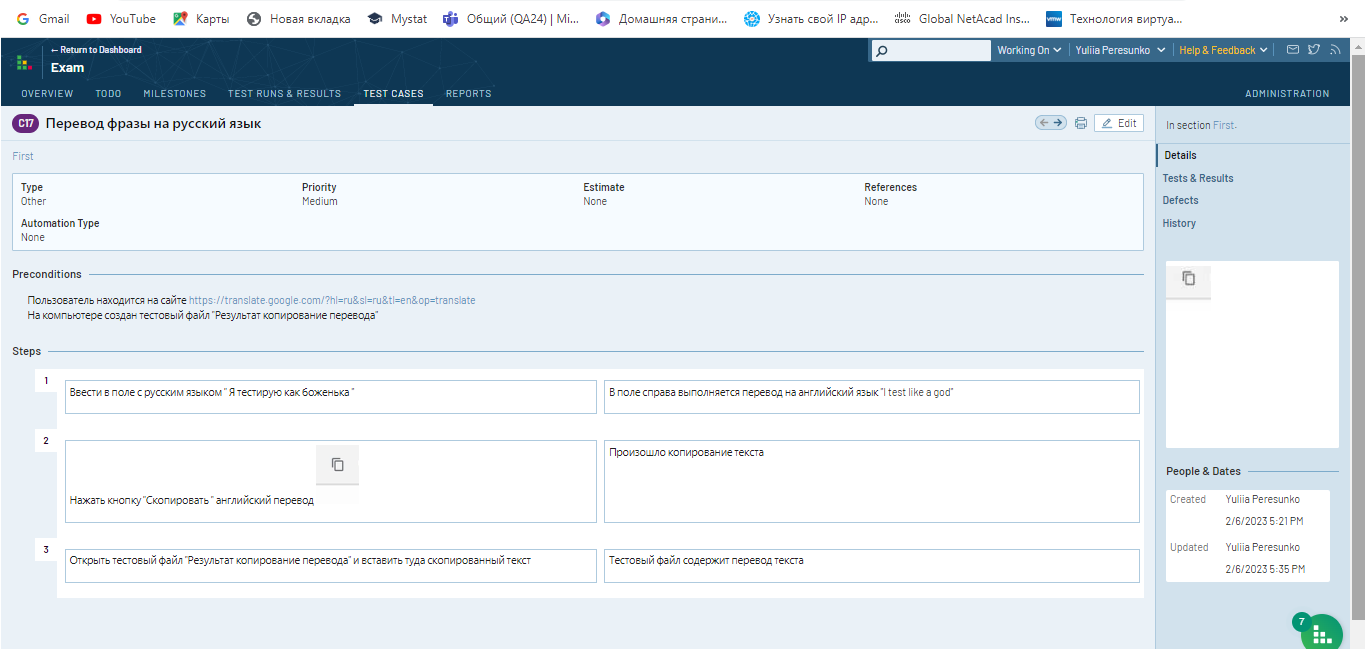 Gmail YouTube Карты Новая вкладка Mystat Общий (QA24) | Mi... Домашняя страни... Узнать свой IP адр... Global NetAcad Ins... Технология виртуа... »
← Return to Dashboard
Exam
Working On Yuliia Peresunko Help & Feedback
OVERVIEW TODO MILESTONES TEST RUNS & RESULTS TEST CASES REPORTS ADMINISTRATION
C17 Перевод фразы на русский язык
Edit
In section First.
First
Details
Tests & Results
Defects
History
Type Priority Estimate References
Other Medium None None
Automation Type
None
Preconditions
Пользователь находится на сайте https://translate.google.com/?hl=ru&sl=ru&tl=en&op=translate
На компьютере создан тестовый файл "Результат копирование перевода"
Steps
1
Ввести в поле с русским языком " Я тестирую как боженька "
В поле справа выполняется перевод на английский язык "I test like a god"
2
Нажать кнопку "Скопировать " английский перевод
Произошло копирование текста
3
Открыть тестовый файл "Результат копирование перевода" и вставить туда скопированный текст
Тестовый файл содержит перевод текста
People & Dates
Created Yuliia Peresunko
2/6/2023 5:21 PM
Updated Yuliia Peresunko
2/6/2023 5:35 PM
7